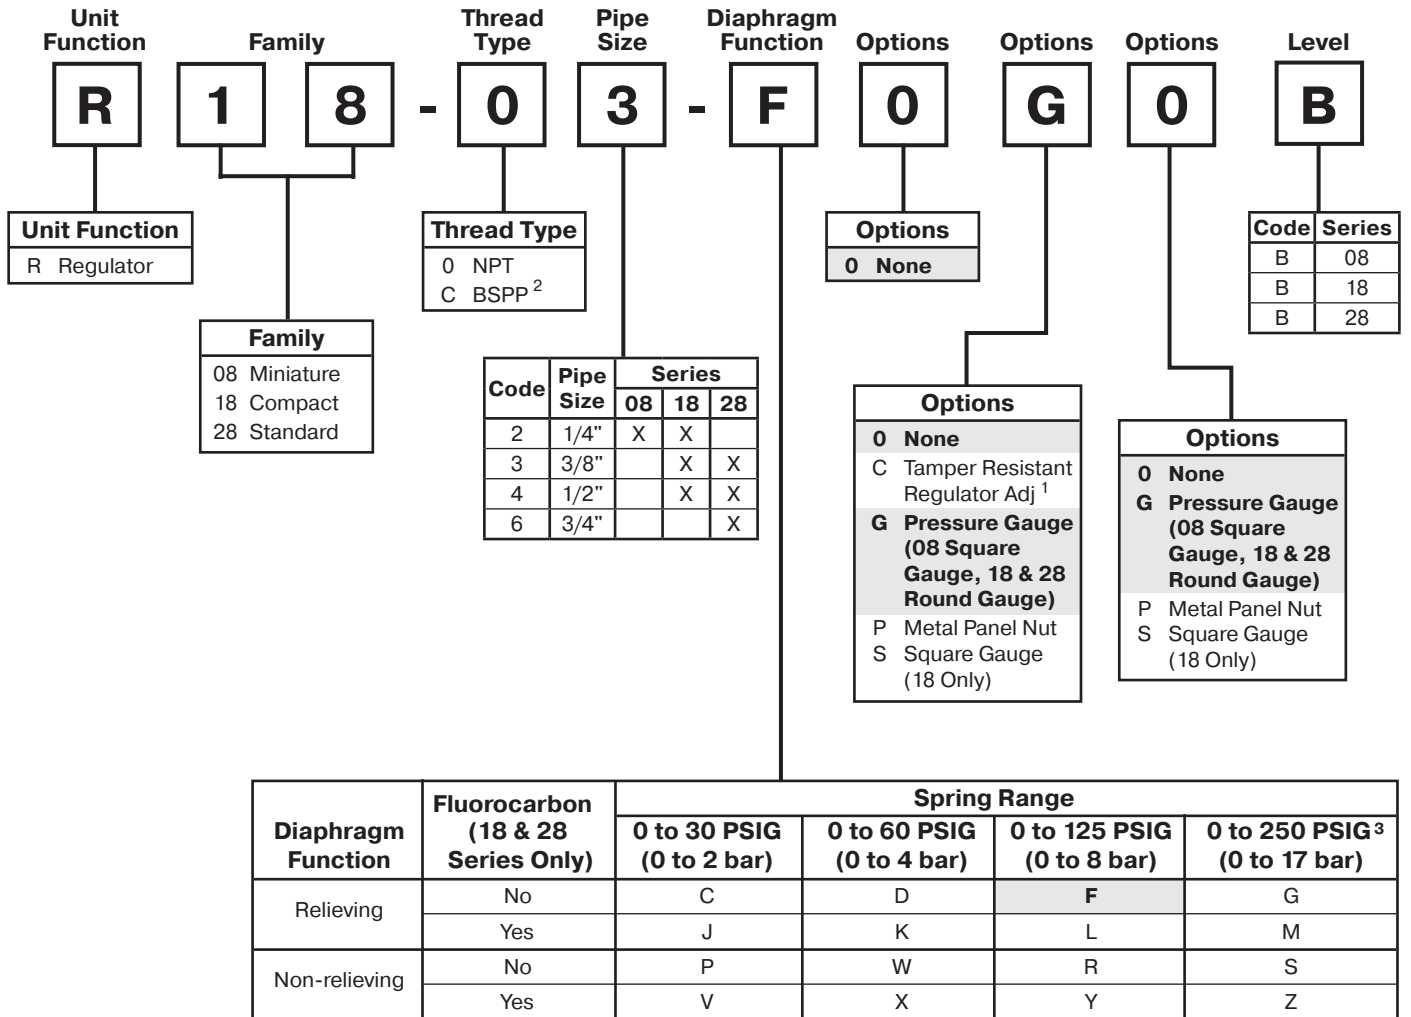 Unit Function
Family
Thread Type
Pipe Size
Diaphragm Function
Options
Options
Options
Level
R 1 8 - 0 3 - F 0 G 0 B
Unit Function
R Regulator
Family
08 Miniature
18 Compact
28 Standard
Thread Type
0 NPT
C BSPP 2
Code Pipe Size Series
08 18 28
2 1/4" X X
3 3/8" X X
4 1/2" X X
6 3/4" X
Options
0 None
Options
0 None
C Tamper Resistant
Regulator Adj 1
G Pressure Gauge
(08 Square
Gauge, 18 & 28
Round Gauge)
P Metal Panel Nut
S Square Gauge
(18 Only)
Options
0 None
G Pressure Gauge
(08 Square
Gauge, 18 & 28
Round Gauge)
P Metal Panel Nut
S Square Gauge
(18 Only)
Code Series
B 08
B 18
B 28
Diaphragm Function
Fluorocarbon
(18 & 28
Series Only)
Spring Range
0 to 30 PSIG (0 to 2 bar)
0 to 60 PSIG (0 to 4 bar)
0 to 125 PSIG (0 to 8 bar)
0 to 250 PSIG 3 (0 to 17 bar)
Relieving
No C D F G
Yes J K L M
Non-relieving
No P W R S
Yes V X Y Z